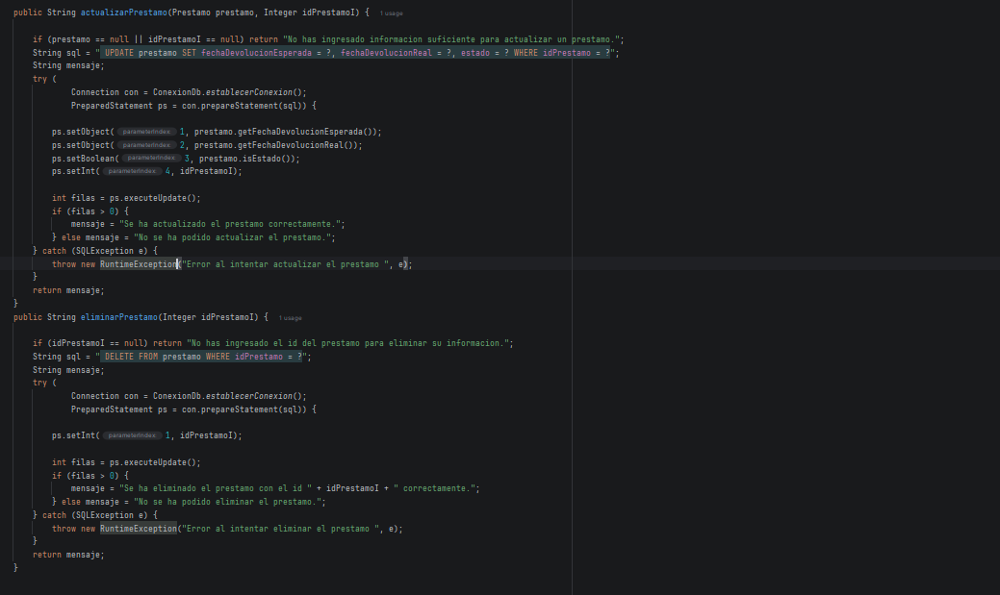 public String actualizarPrestamo(Prestamo prestamo, Integer idPrestamoI) { 1 usage
if (prestamo == null || idPrestamoI == null) return "No has ingresado informacion suficiente para actualizar un prestamo.";
String sql = " UPDATE prestamo SET fechaDevolucionEsperada = ?, fechaDevolucionReal = ?, estado = ? WHERE idPrestamo = ?";
String mensaje;
try (
Connection con = ConexionDb.establecerConexion();
PreparedStatement ps = con.prepareStatement(sql)) {
ps.setObject( parameterIndex 1, prestamo.getFechaDevolucionEsperada());
ps.setObject( parameterIndex 2, prestamo.getFechaDevolucionReal());
ps.setBoolean( parameterIndex 3, prestamo.isEstado());
ps.setInt( parameterIndex 4, idPrestamoI);
int filas = ps.executeUpdate();
if (filas > 0) {
mensaje = "Se ha actualizado el prestamo correctamente.";
} else mensaje = "No se ha podido actualizar el prestamo.";
} catch (SQLException e) {
throw new RuntimeException("Error al intentar actualizar el prestamo ", e);
}
return mensaje;
}
public String eliminarPrestamo(Integer idPrestamoI) { 1 usage
if (idPrestamoI == null) return "No has ingresado el id del prestamo para eliminar su informacion.";
String sql = " DELETE FROM prestamo WHERE idPrestamo = ?";
String mensaje;
try (
Connection con = ConexionDb.establecerConexion();
PreparedStatement ps = con.prepareStatement(sql)) {
ps.setInt( parameterIndex 1, idPrestamoI);
int filas = ps.executeUpdate();
if (filas > 0) {
mensaje = "Se ha eliminado el prestamo con el id " + idPrestamoI + " correctamente.";
} else mensaje = "No se ha podido eliminar el prestamo.";
} catch (SQLException e) {
throw new RuntimeException("Error al intentar eliminar el prestamo ", e);
}
return mensaje;
}